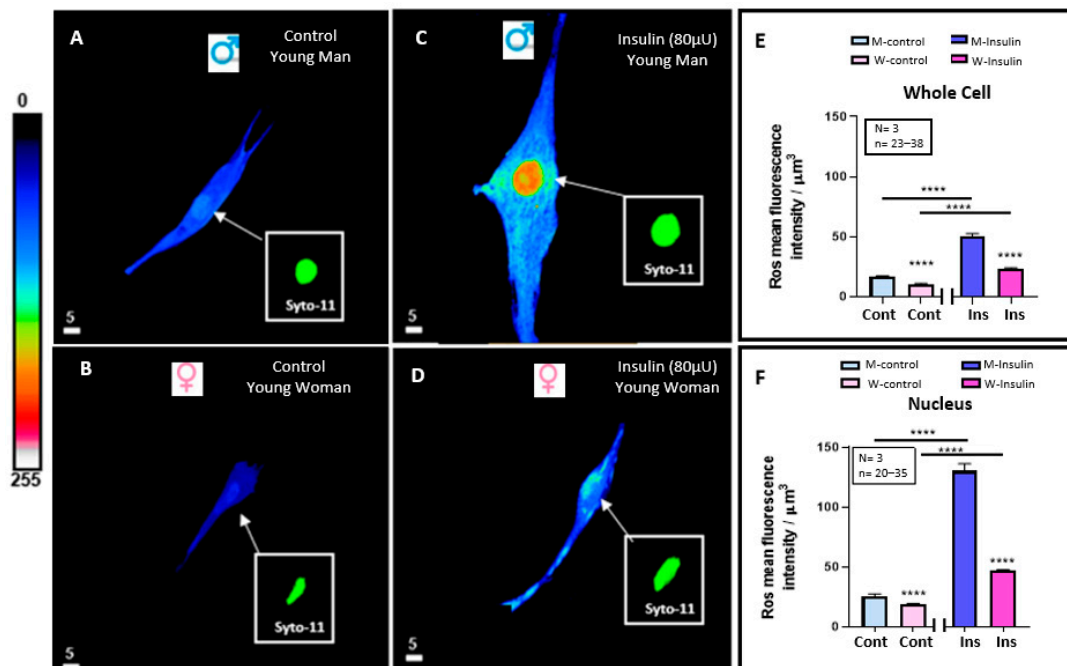 0
255
A
Control
Young Man
Syto-11
5
C
Insulin (80µU)
Young Man
Syto-11
5
B
Control
Young Woman
Syto-11
5
D
Insulin (80µU)
Young Woman
Syto-11
5
E
M-control
M-Insulin
W-control
W-Insulin
Whole Cell
Ros mean fluorescence
intensity / µm³
150
100
50
0
N= 3
n= 23–38
****
****
****
****
Cont Cont Ins Ins
F
M-control
M-Insulin
W-control
W-Insulin
Nucleus
Ros mean fluorescence
intensity / µm³
150
100
50
0
N= 3
n= 20–35
****
****
****
****
Cont Cont Ins Ins